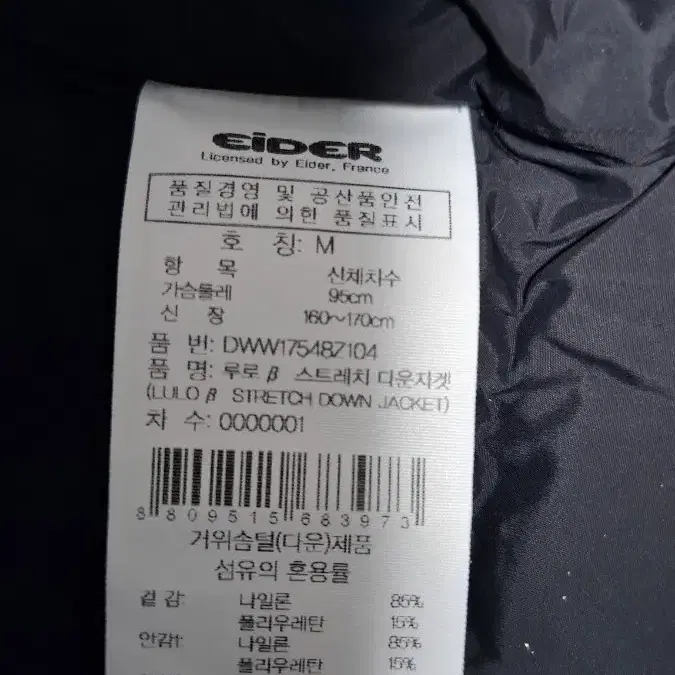 EiDER
Licensed by Eider, France
품질경영 및 공산품안전
관리법에 의한 품질표시
호 칭: M
항 목 신체치수
가슴둘레 95cm
신 장 160~170cm
품 번: DWW17548Z104
품 명: 루로 β 스트레치 다운자켓
(LULO β STRETCH DOWN JACKET)
차 수: 0000001
8809515683973
거위솜털(다운)제품
섬유의 혼용률
겉감: 나일론 85%
폴리우레탄 15%
안감1: 나일론 85%
폴리우레탄 15%